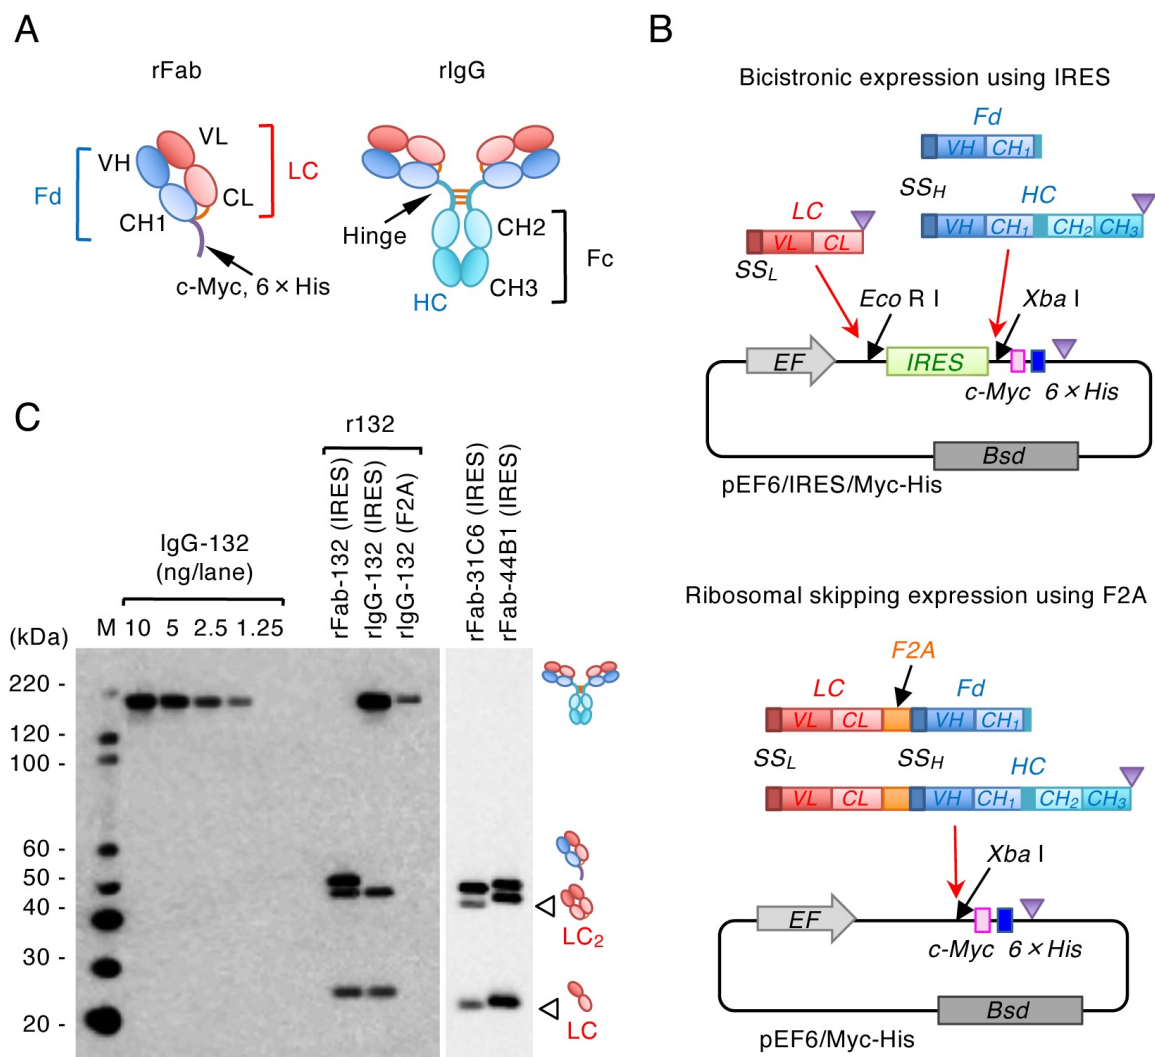 A
rFab
rIgG
VL
VH
LC
Fd
CL
CH1
c-Myc, 6 × His
Hinge
CH2
Fc
CH3
HC
B
Bicistronic expression using IRES
Fd
VH CH1
SSH
HC
LC
VH CH1 CH2 CH3
VL CL
SSL
Eco R I
Xba I
EF
IRES
c-Myc 6 × His
Bsd
pEF6/IRES/Myc-His
Ribosomal skipping expression using F2A
F2A
LC
Fd
VL CL VH CH1
SSL
SSH
HC
VL CL VH CH1 CH2 CH3
Xba I
EF
c-Myc 6 × His
Bsd
pEF6/Myc-His
C
r132
IgG-132
(ng/lane)
rFab-132 (IRES)
rIgG-132 (IRES)
rIgG-132 (F2A)
rFab-31C6 (IRES)
rFab-44B1 (IRES)
(kDa)
M 10 5 2.5 1.25
220 -
120 -
100 -
60 -
50 -
40 -
30 -
20 -
LC2
LC